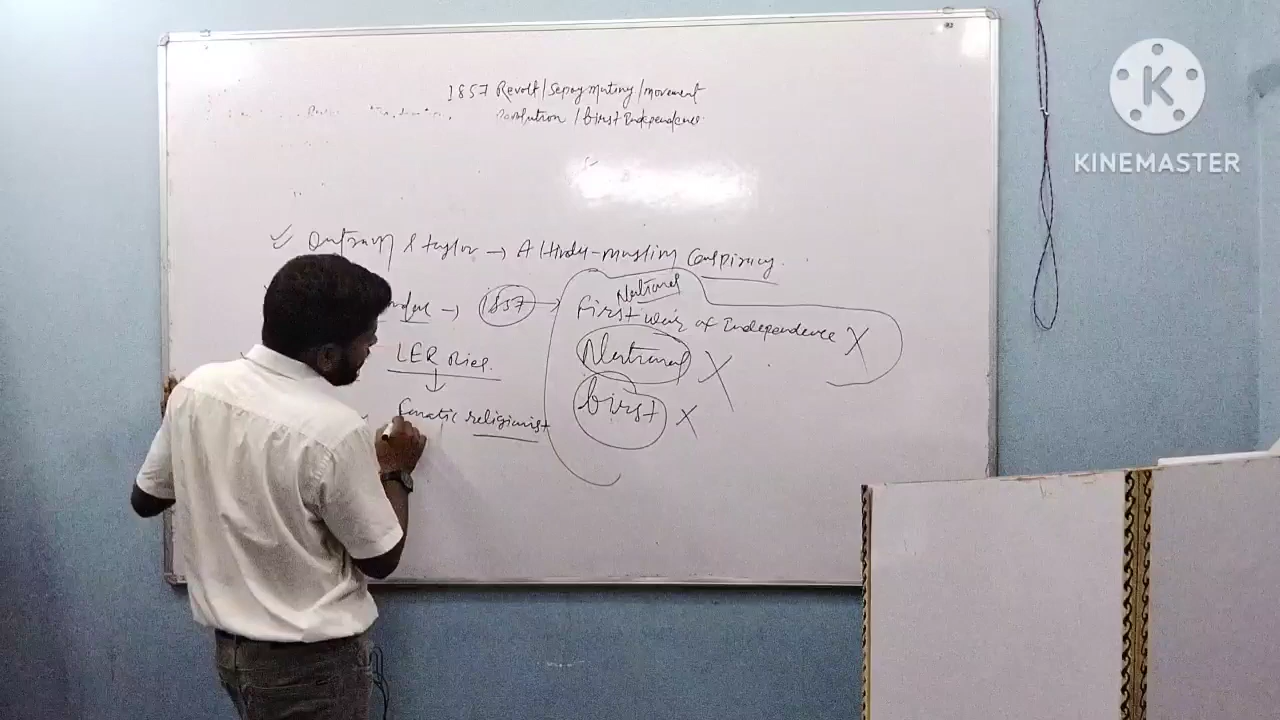 1857 Revolt/Sepoy mutiny/movement
Revolution / first Independence
KINEMASTER
Outram & Taylor → A Hindu-muslim Conspiracy
→ 1857 → National
First War of Independence X
National X
LER Ries.
first X
fanatic religionist